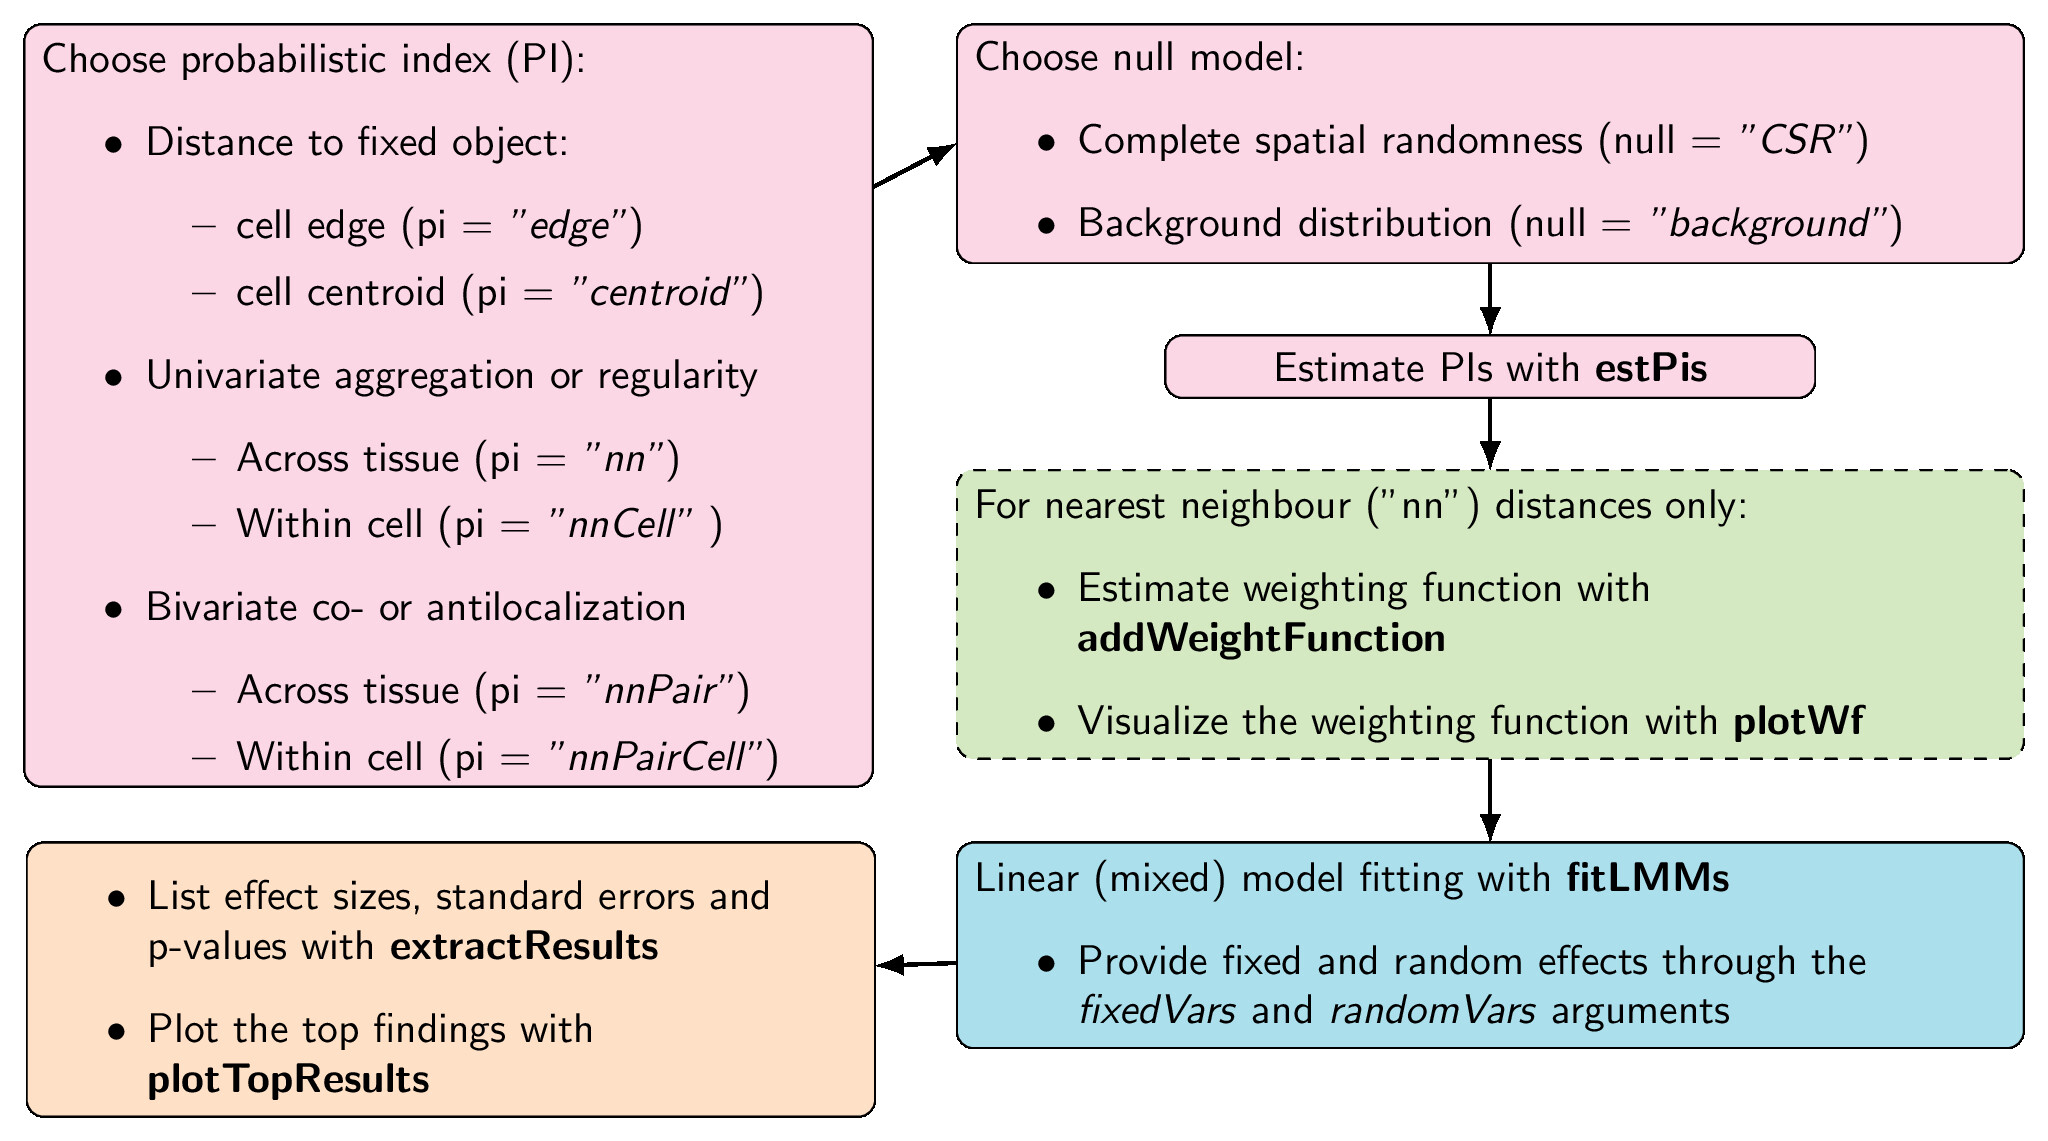 Choose probabilistic index (PI):
• Distance to fixed object:
– cell edge (pi = ”edge”)
– cell centroid (pi = ”centroid”)
• Univariate aggregation or regularity
– Across tissue (pi = ”nn”)
– Within cell (pi = ”nnCell” )
• Bivariate co- or antilocalization
– Across tissue (pi = ”nnPair”)
– Within cell (pi = ”nnPairCell”)
Choose null model:
• Complete spatial randomness (null = ”CSR”)
• Background distribution (null = ”background”)
Estimate PIs with estPis
For nearest neighbour (”nn”) distances only:
• Estimate weighting function with
addWeightFunction
• Visualize the weighting function with plotWf
Linear (mixed) model fitting with fitLMMs
• Provide fixed and random effects through the
fixedVars and randomVars arguments
• List effect sizes, standard errors and
p-values with extractResults
• Plot the top findings with
plotTopResults